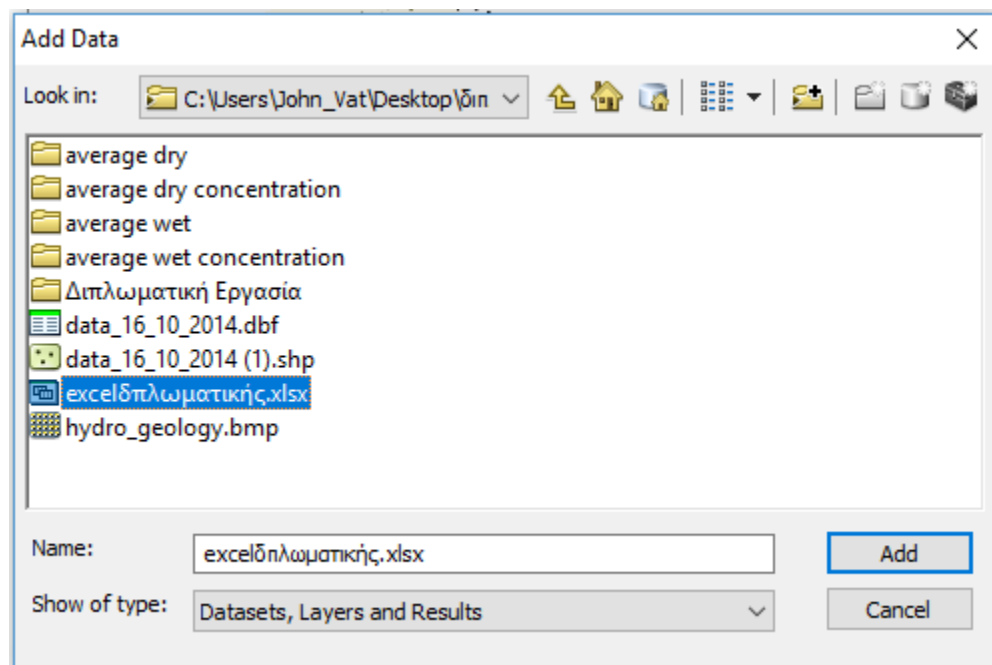 Add Data
Look in: C:\Users\John_Vat\Desktop\διπ
average dry
average dry concentration
average wet
average wet concentration
Διπλωματική Εργασία
data_16_10_2014.dbf
data_16_10_2014 (1).shp
excelδπλωματικής.xlsx
hydro_geology.bmp
Name: excelδπλωματικής.xlsx Add
Show of type: Datasets, Layers and Results Cancel